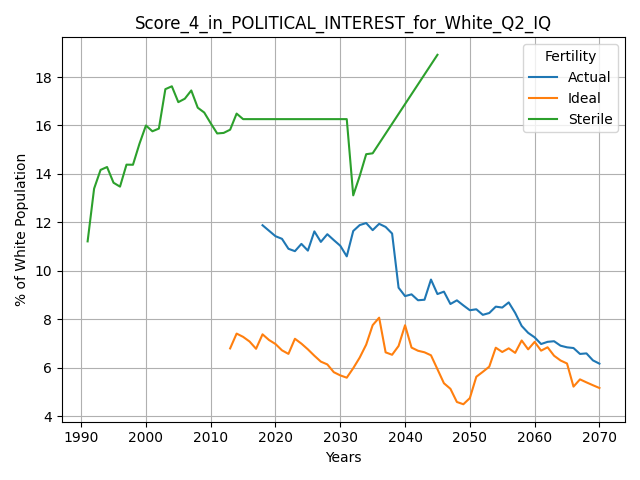 Score_4_in_POLITICAL_INTEREST_for_White_Q2_IQ
Fertility
Actual
Ideal
Sterile
% of White Population
18
16
14
12
10
8
6
4
1990 2000 2010 2020 2030 2040 2050 2060 2070
Years